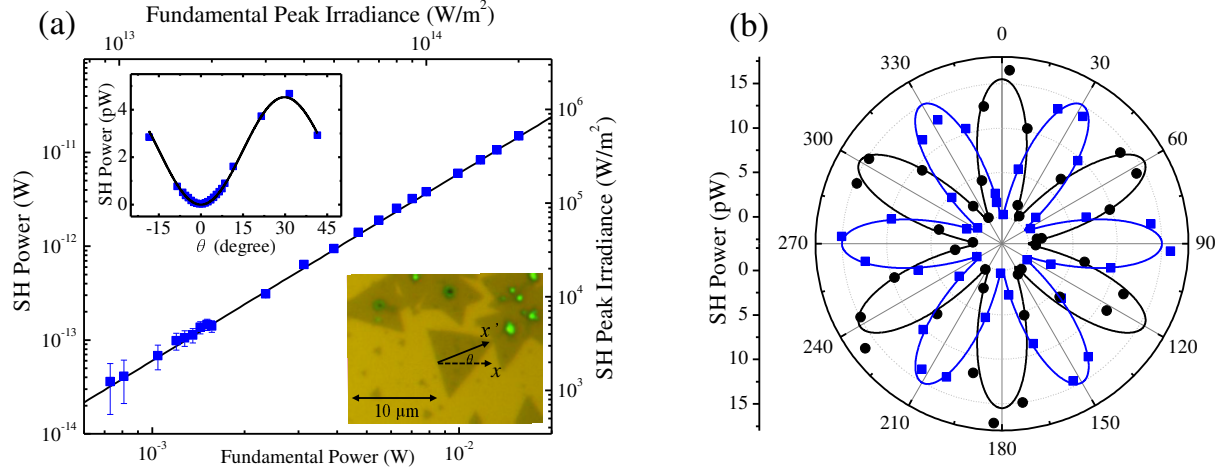 (a)
Fundamental Peak Irradiance (W/m²)
10¹³ 10¹⁴
SH Power (W)
10⁻¹¹
10⁻¹²
10⁻¹³
10⁻¹⁴
SH Power (pW)
4
2
0
-15 0 15 30 45
θ (degree)
x'
θ
x
10 µm
10⁶
10⁵
10⁴
10³
SH Peak Irradiance (W/m²)
10⁻³ 10⁻²
Fundamental Power (W)
(b)
SH Power (pW)
15
10
5
0
0
5
10
15
0
30
60
90
120
150
180
210
240
270
300
330